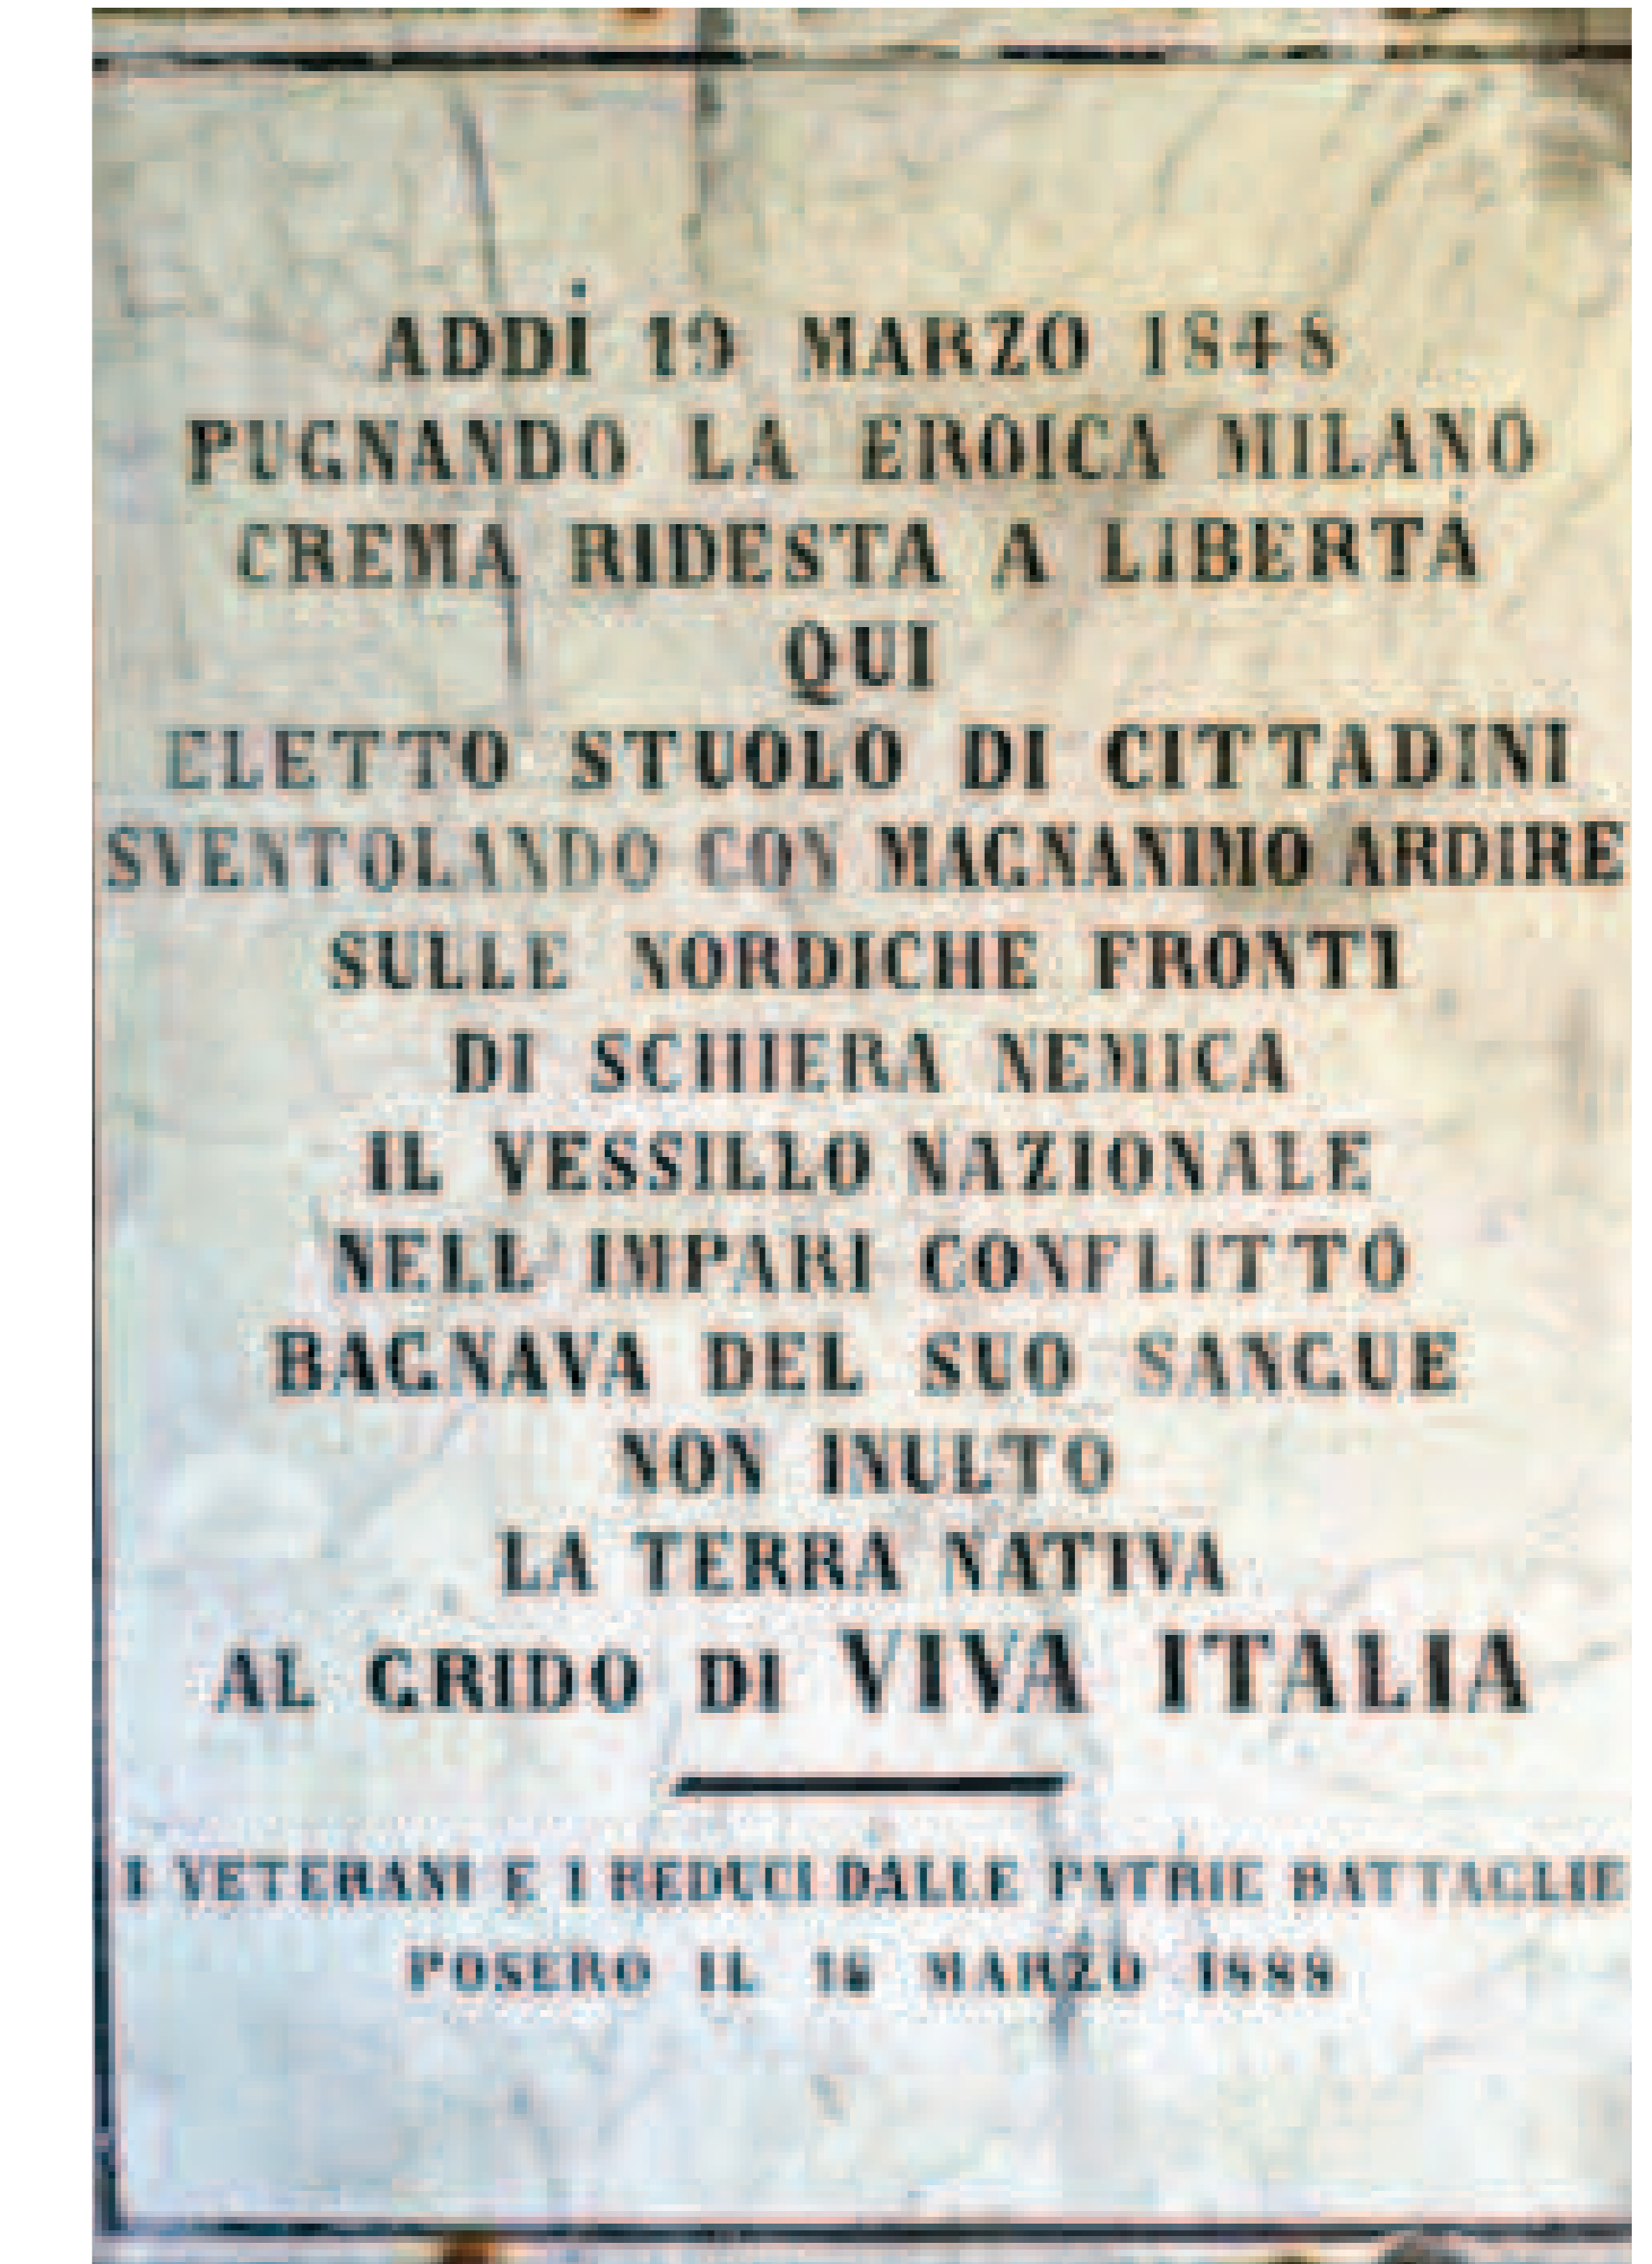 ADDİ 19 MARZO 1848
PUGNANDO LA EROICA MILANO
CREMA RIDESTA A LIBERTÀ
QUI
ELETTO STUOLO DI CITTADINI
SVENTOLANDO CON MAGNANIMO ARDIRE
SULLE NORDICHE FRONTI
DI SCHIERA NEMICA
IL VESSILLO NAZIONALE
NELL' IMPARI CONFLITTO
BAGNAVA DEL SUO SANGUE
NON INULTO
LA TERRA NATIVA
AL GRIDO DI VIVA ITALIA
I VETERANI E I REDUCI DALLE PATRIE BATTAGLIE
POSERO IL MARZO 1888